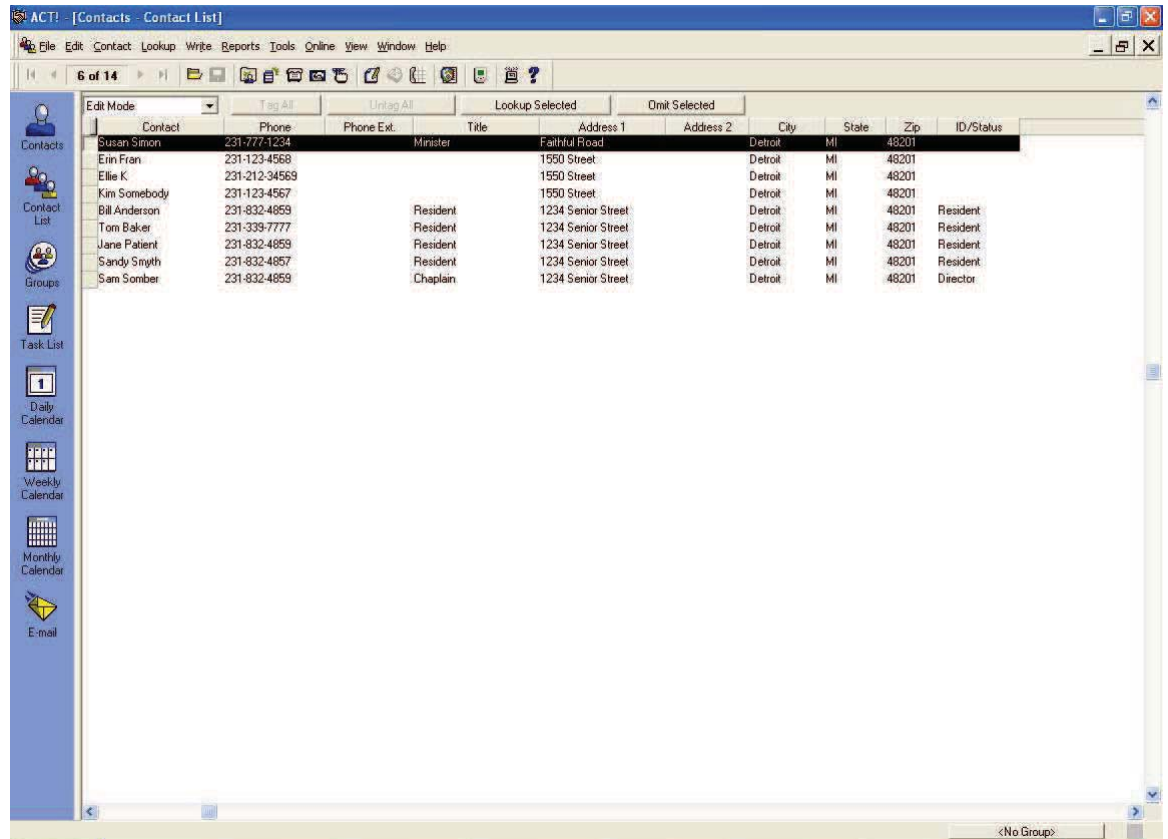 ACT! - [Contacts - Contact List]
File Edit Contact Lookup Write Reports Tools Online View Window Help
6 of 14
Edit Mode Tag All Untag All Lookup Selected Omit Selected
Contact Phone Phone Ext. Title Address 1 Address 2 City State Zip ID/Status
Susan Simon 231-777-1234 Minister Faithful Road Detroit MI 48201
Erin Fran 231-123-4568 1550 Street Detroit MI 48201
Ellie K 231-212-34569 1550 Street Detroit MI 48201
Kim Somebody 231-123-4567 1550 Street Detroit MI 48201
Bill Anderson 231-832-4859 Resident 1234 Senior Street Detroit MI 48201 Resident
Tom Baker 231-339-7777 Resident 1234 Senior Street Detroit MI 48201 Resident
Jane Patient 231-832-4859 Resident 1234 Senior Street Detroit MI 48201 Resident
Sandy Smyth 231-832-4857 Resident 1234 Senior Street Detroit MI 48201 Resident
Sam Somber 231-832-4859 Chaplain 1234 Senior Street Detroit MI 48201 Director
Contacts
Contact
List
Groups
Task List
1
Daily
Calendar
Weekly
Calendar
Monthly
Calendar
E-mail
<No Group>